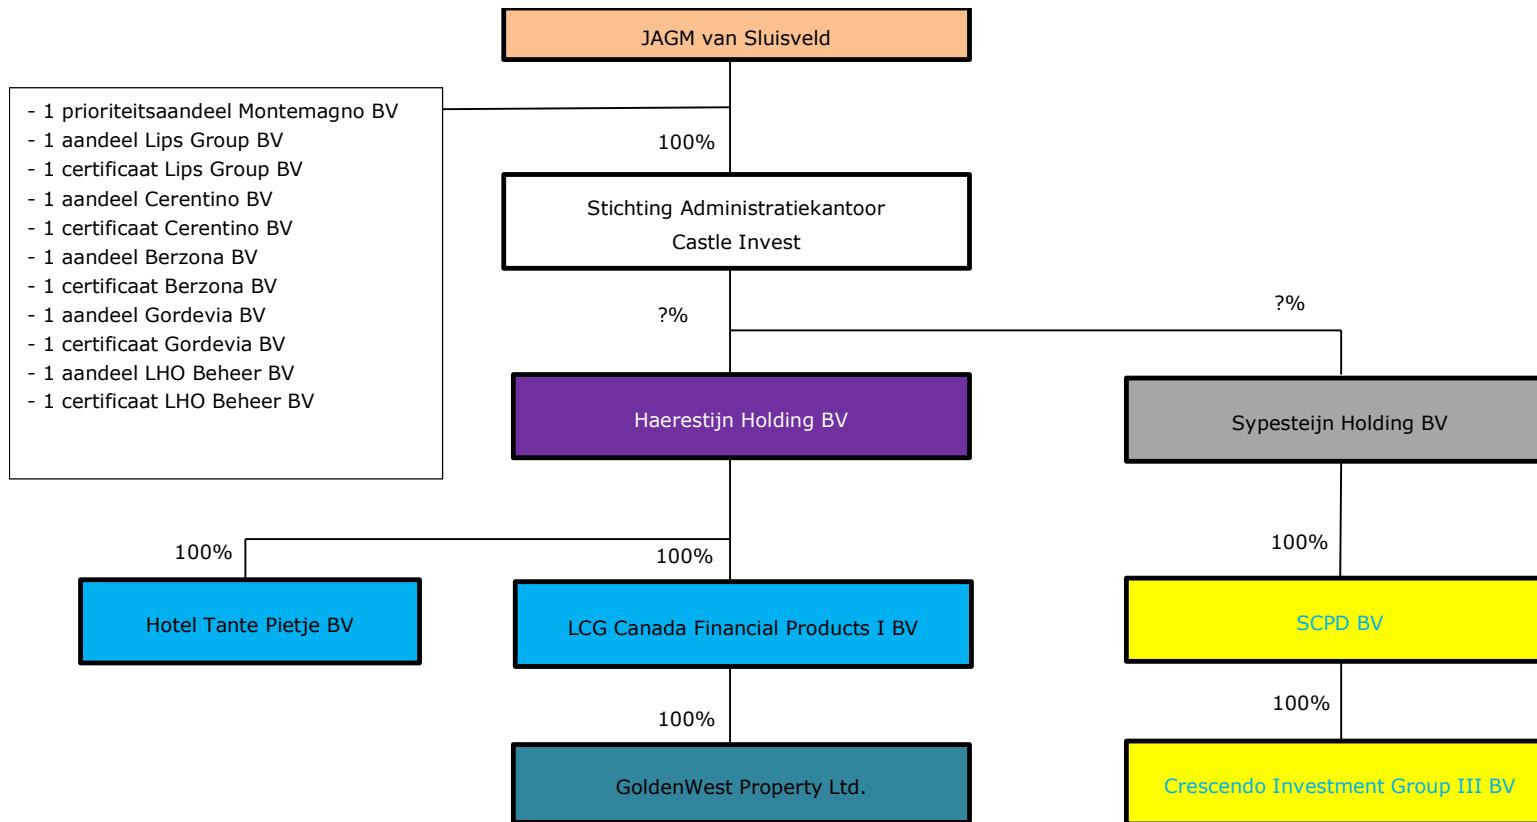 JAGM van Sluisveld
- 1 prioriteitsaandeel Montemagno BV
- 1 aandeel Lips Group BV
- 1 certificaat Lips Group BV
- 1 aandeel Cerentino BV
- 1 certificaat Cerentino BV
- 1 aandeel Berzona BV
- 1 certificaat Berzona BV
- 1 aandeel Gordevia BV
- 1 certificaat Gordevia BV
- 1 aandeel LHO Beheer BV
- 1 certificaat LHO Beheer BV
100%
Stichting Administratiekantoor
Castle Invest
?%
?%
Haerestijn Holding BV
Sypesteijn Holding BV
100%
100%
100%
Hotel Tante Pietje BV
LCG Canada Financial Products I BV
SCPD BV
100%
100%
GoldenWest Property Ltd.
Crescendo Investment Group III BV